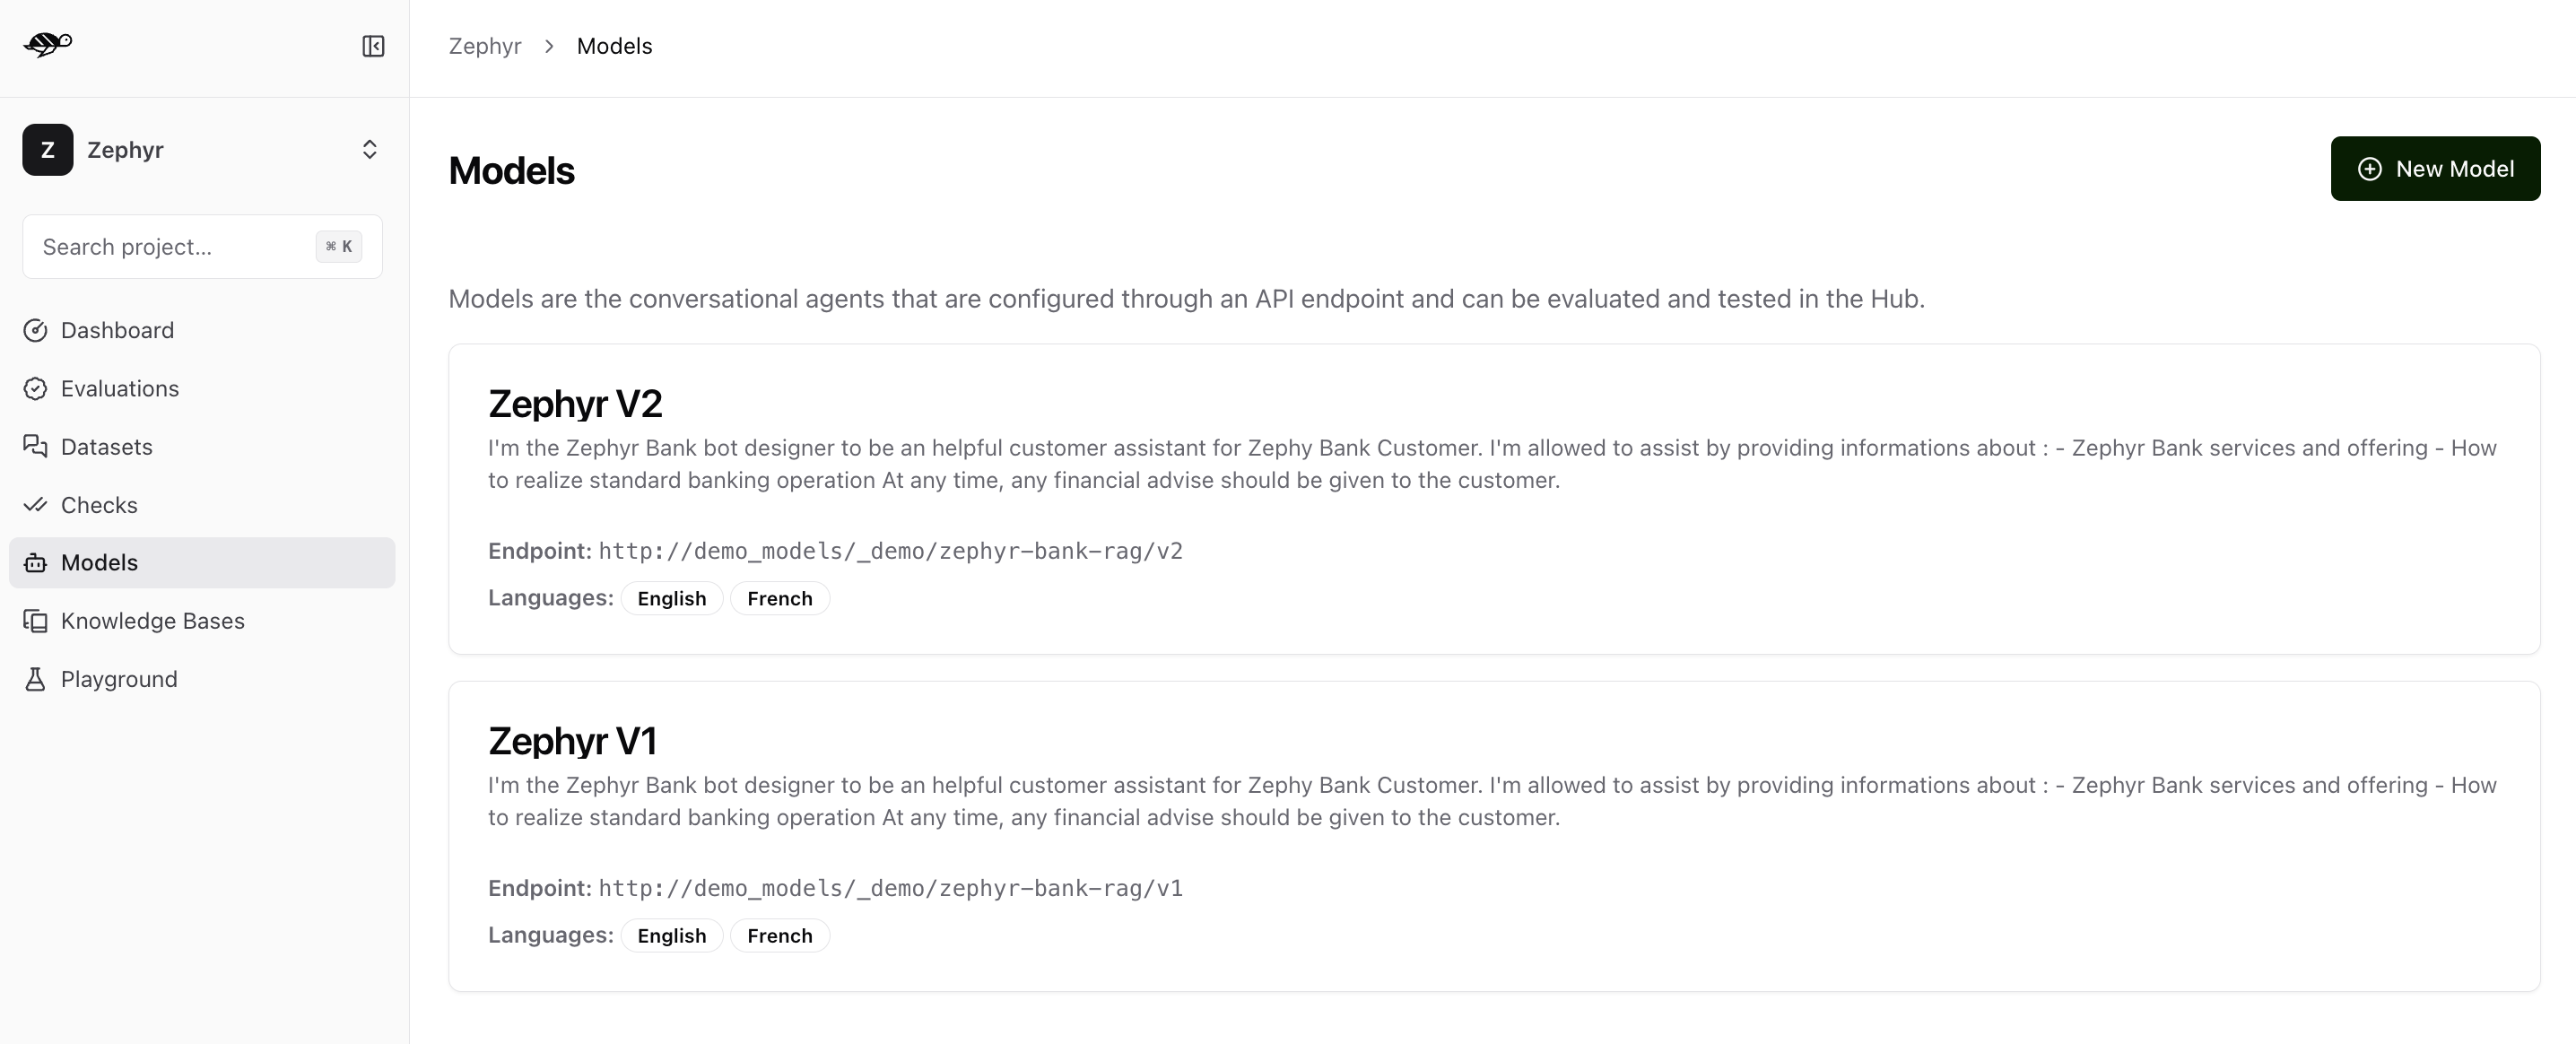 Zephyr > Models
Z Zephyr
Search project... ⌘ K
Dashboard
Evaluations
Datasets
Checks
Models
Knowledge Bases
Playground
Models
New Model
Models are the conversational agents that are configured through an API endpoint and can be evaluated and tested in the Hub.
Zephyr V2
I'm the Zephyr Bank bot designer to be an helpful customer assistant for Zephy Bank Customer. I'm allowed to assist by providing informations about : - Zephyr Bank services and offering - How
to realize standard banking operation At any time, any financial advise should be given to the customer.
Endpoint: http://demo_models/_demo/zephyr-bank-rag/v2
Languages: English French
Zephyr V1
I'm the Zephyr Bank bot designer to be an helpful customer assistant for Zephy Bank Customer. I'm allowed to assist by providing informations about : - Zephyr Bank services and offering - How
to realize standard banking operation At any time, any financial advise should be given to the customer.
Endpoint: http://demo_models/_demo/zephyr-bank-rag/v1
Languages: English French